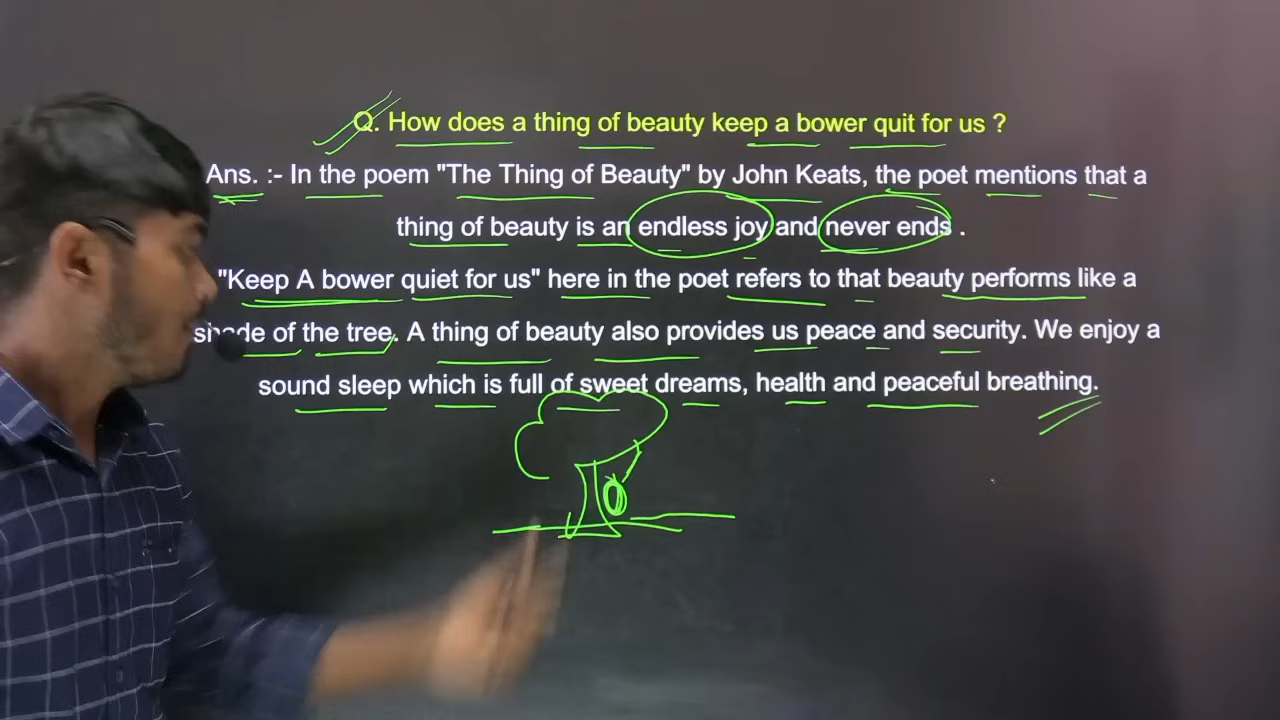 Q. How does a thing of beauty keep a bower quit for us ?
Ans. :- In the poem "The Thing of Beauty" by John Keats, the poet mentions that a
thing of beauty is an endless joy and never ends .
"Keep A bower quiet for us" here in the poet refers to that beauty performs like a
shade of the tree. A thing of beauty also provides us peace and security. We enjoy a
sound sleep which is full of sweet dreams, health and peaceful breathing.